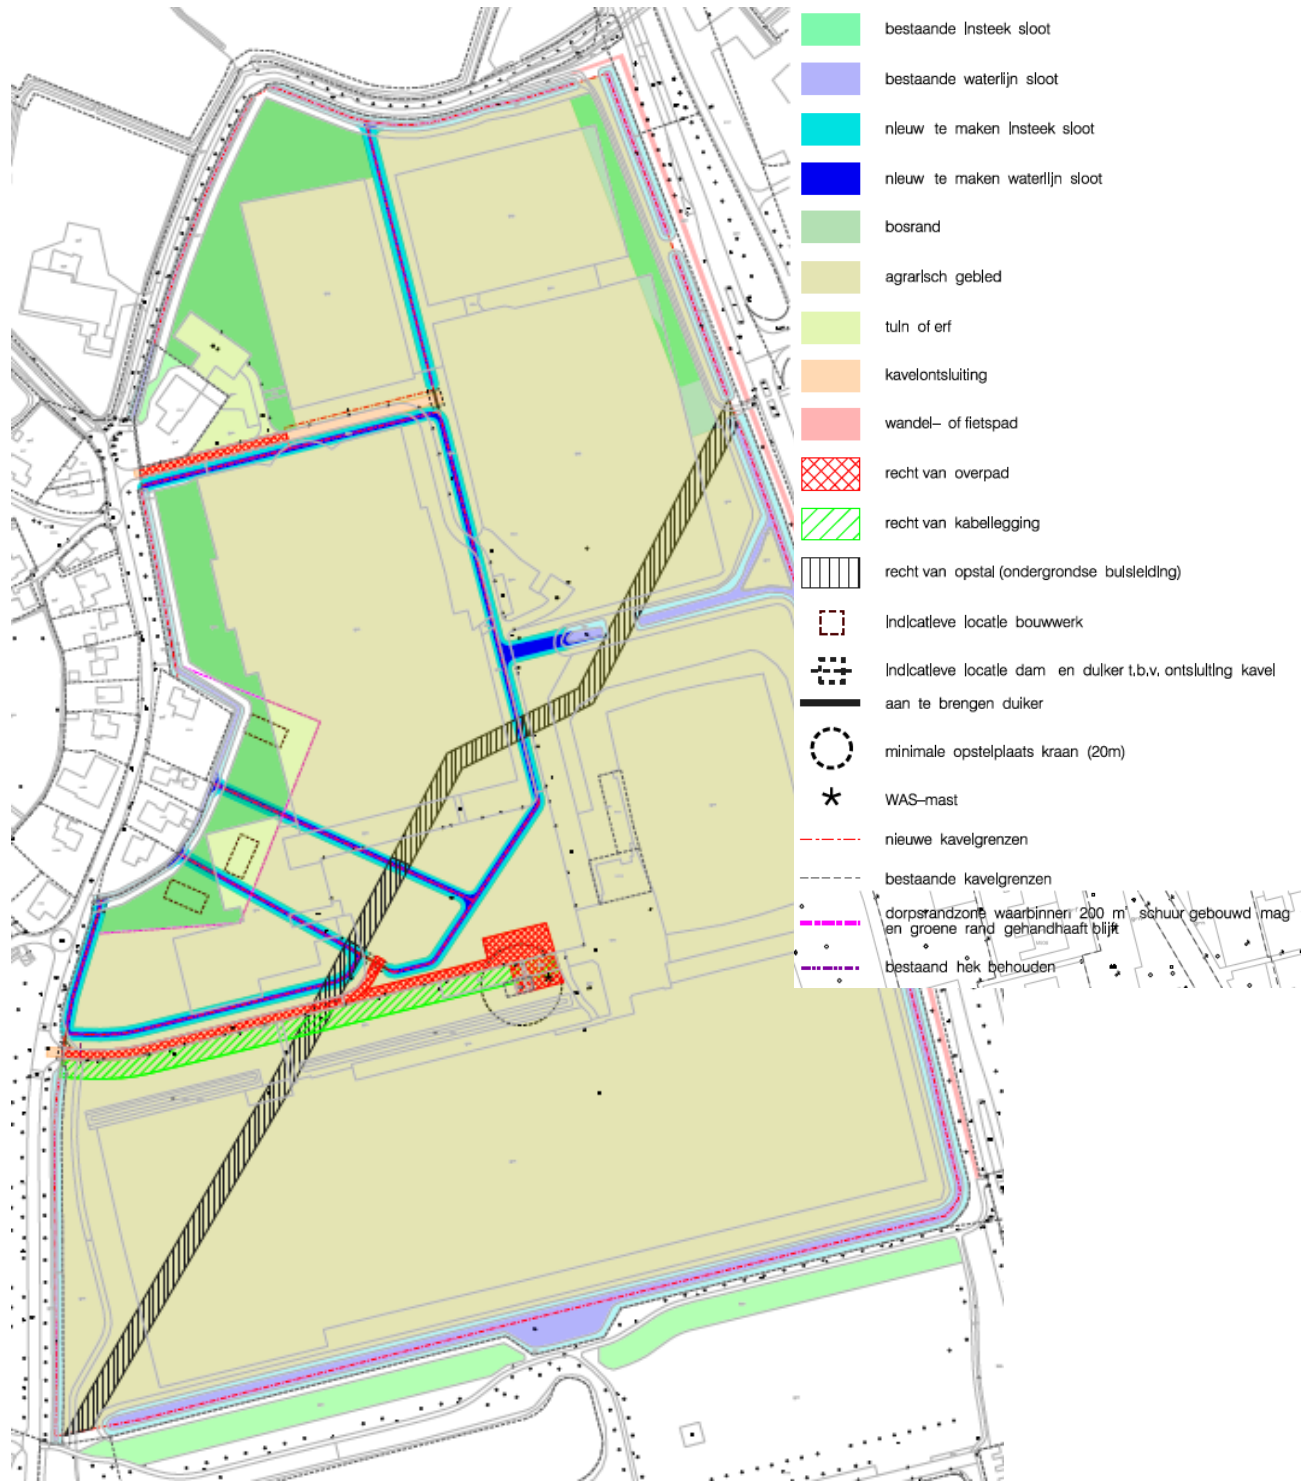 bestaande insteek sloot
bestaande waterlijn sloot
nieuw te maken insteek sloot
nieuw te maken waterlijn sloot
bosrand
agrarisch gebied
tuin of erf
kavelontsluiting
wandel- of fietspad
recht van overpad
recht van kabellegging
recht van opstal (ondergrondse buisleiding)
indicatieve locatie bouwwerk
indicatieve locatie dam en duiker t.b.v. ontsluiting kavel
aan te brengen duiker
minimale opstelplaats kraan (20m)
WAS-mast
nieuwe kavelgrenzen
bestaande kavelgrenzen
dorpsrandzone waarbinnen 200 m² schuur gebouwd mag
en groene rand gehandhaaft blijft
bestaand hek behouden